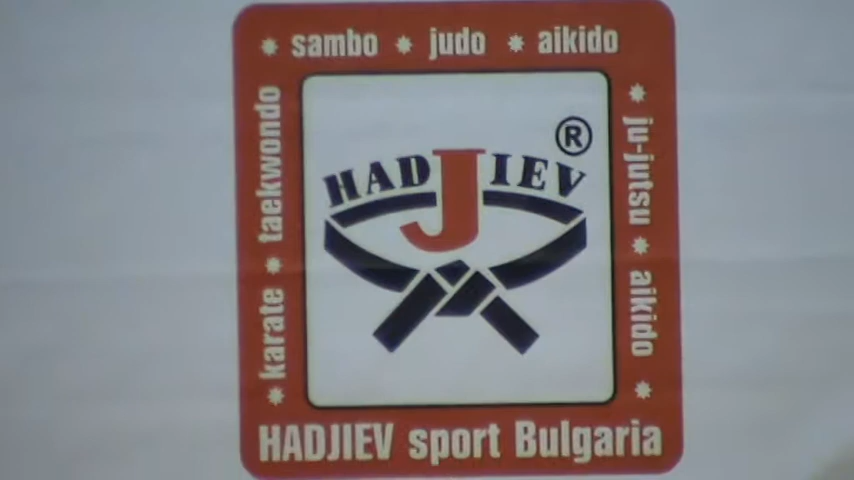 * sambo * judo * aikido
* karate * taekwondo
* ju-jutsu * aikido *
HADJIEV ®
HADJIEV sport Bulgaria